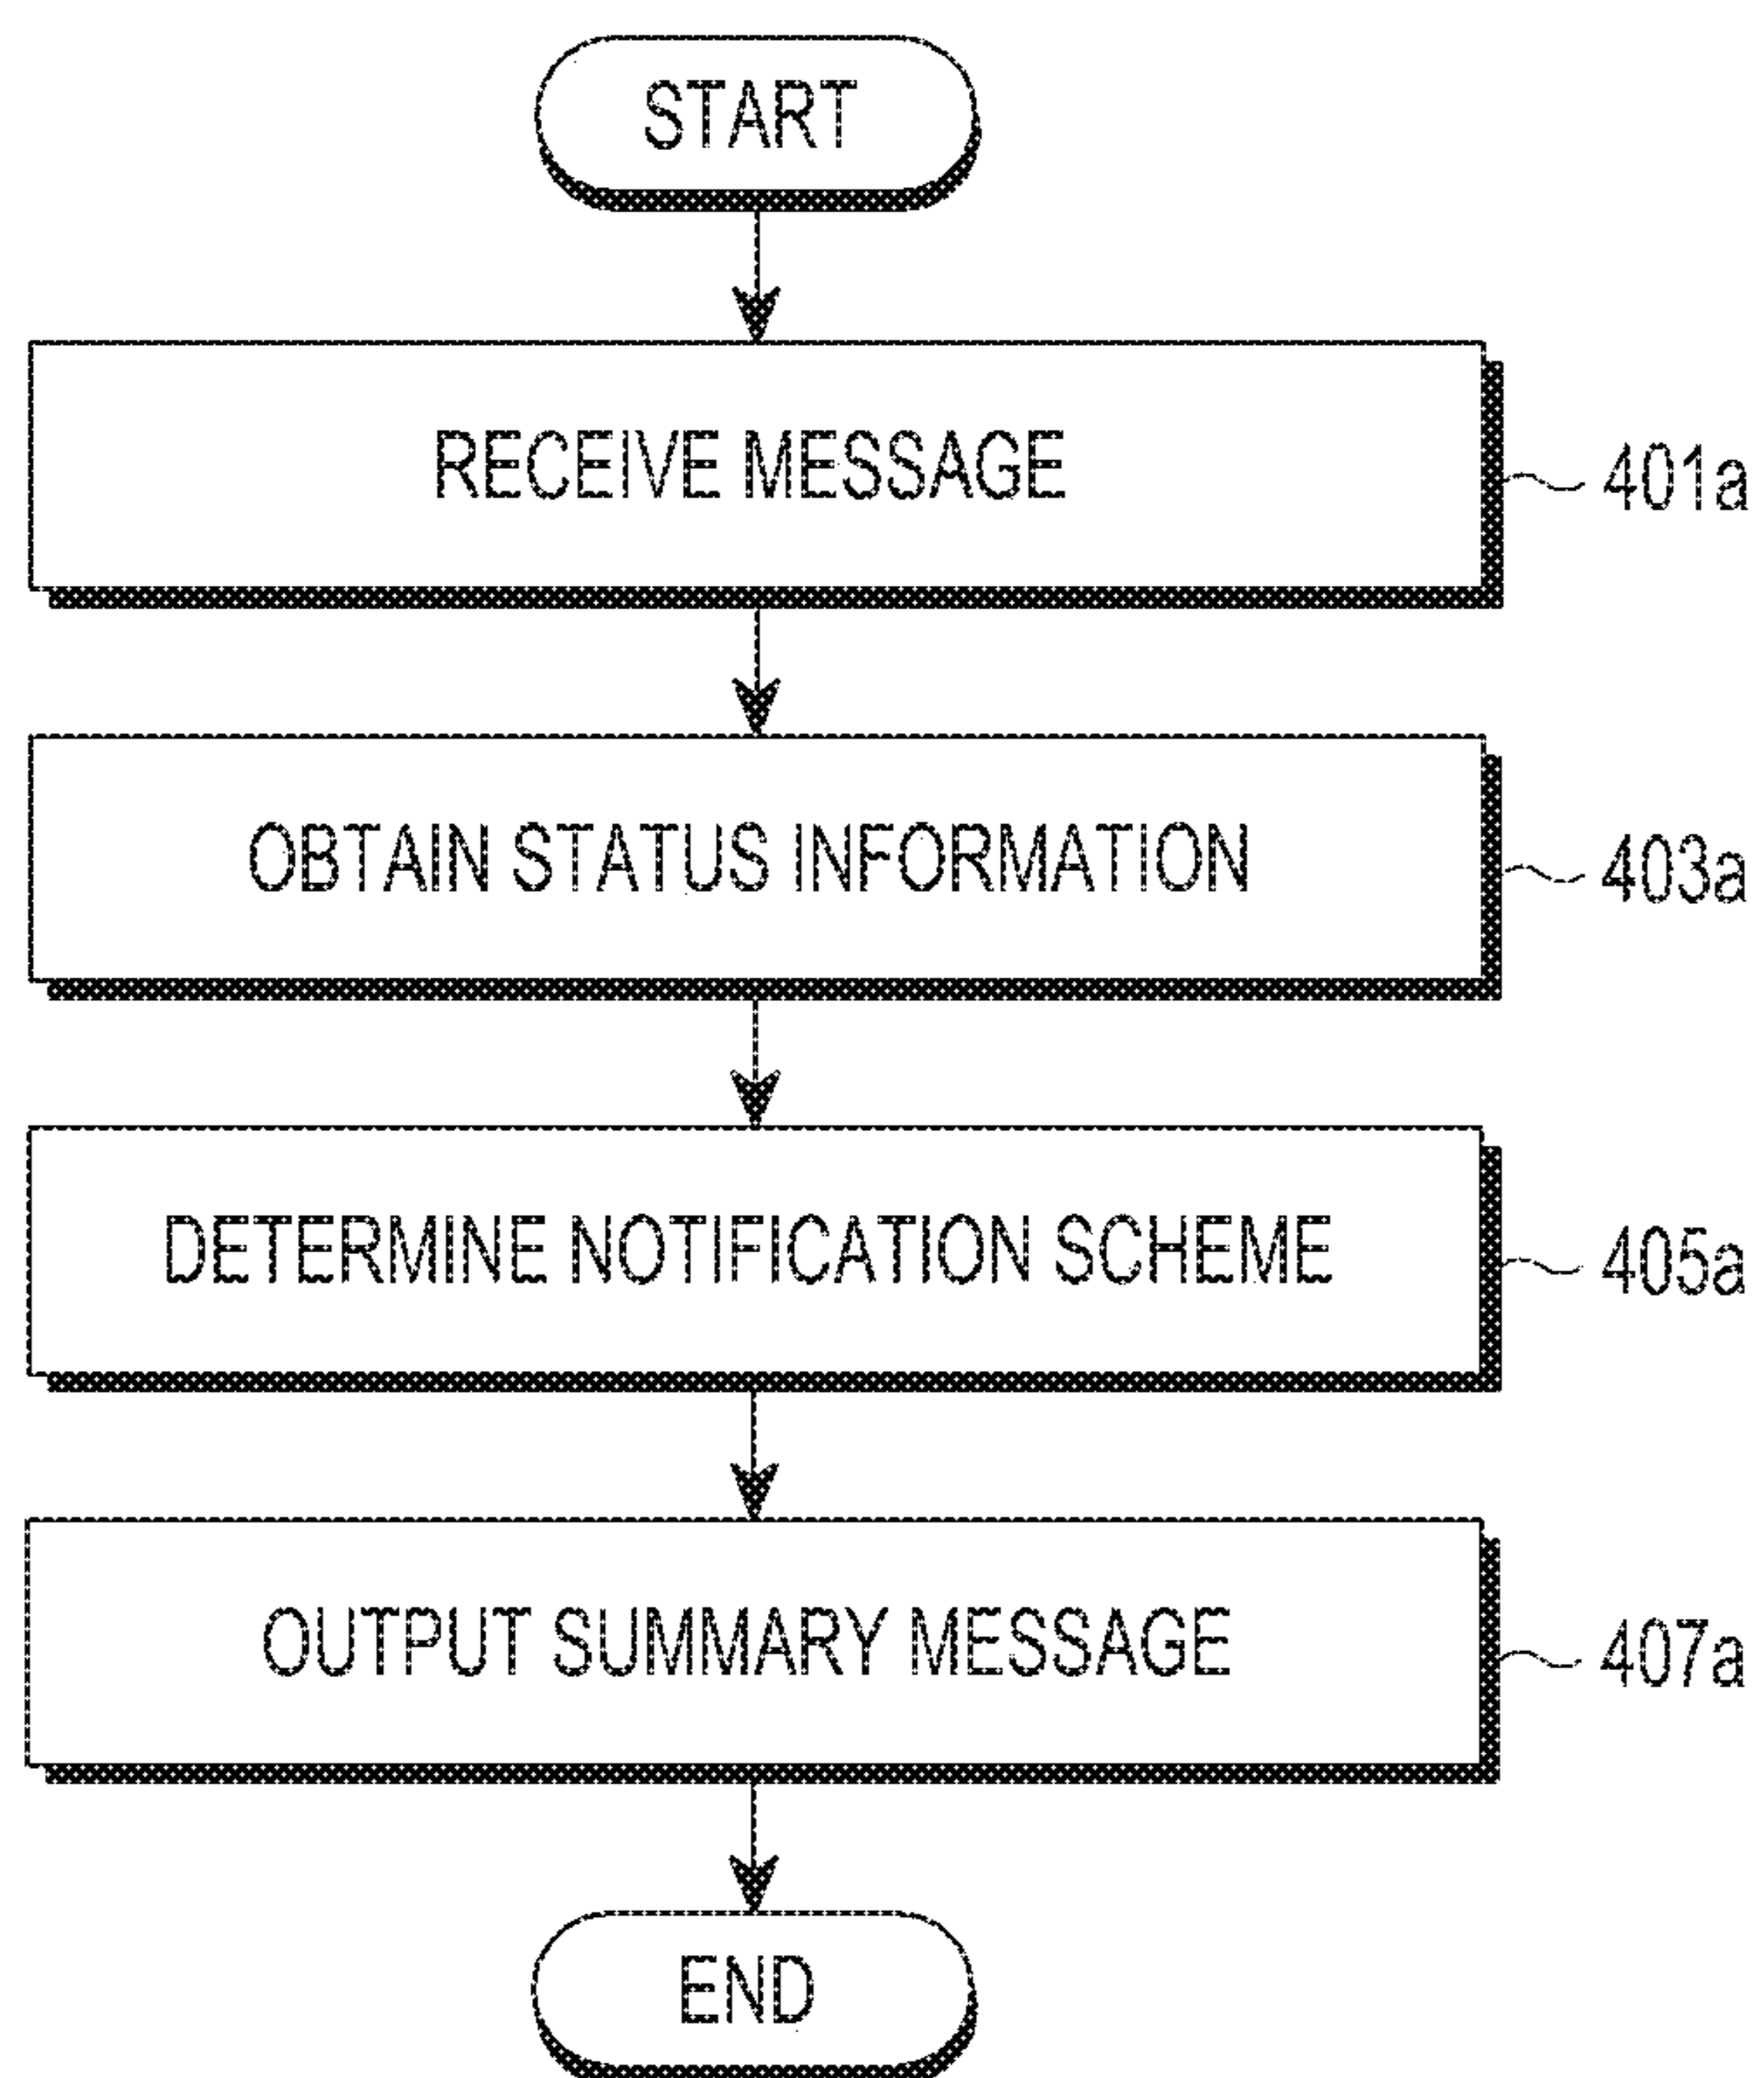 START
RECEIVE MESSAGE
401a
OBTAIN STATUS INFORMATION
403a
DETERMINE NOTIFICATION SCHEME
405a
OUTPUT SUMMARY MESSAGE
407a
END